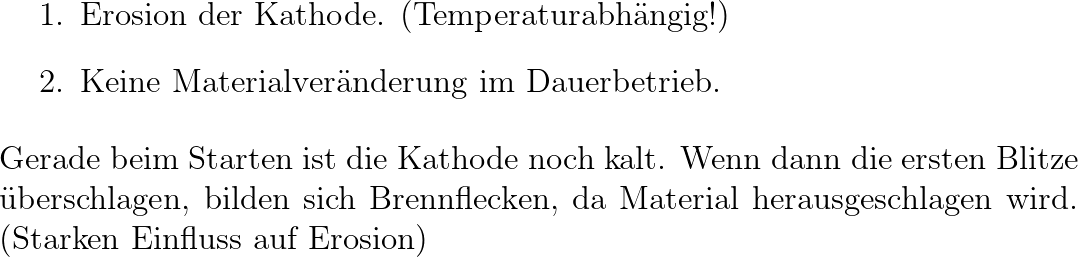 1. Erosion der Kathode. (Temperaturabhängig!)
2. Keine Materialveränderung im Dauerbetrieb.
Gerade beim Starten ist die Kathode noch kalt. Wenn dann die ersten Blitze
überschlagen, bilden sich Brennflecken, da Material herausgeschlagen wird.
(Starken Einfluss auf Erosion)